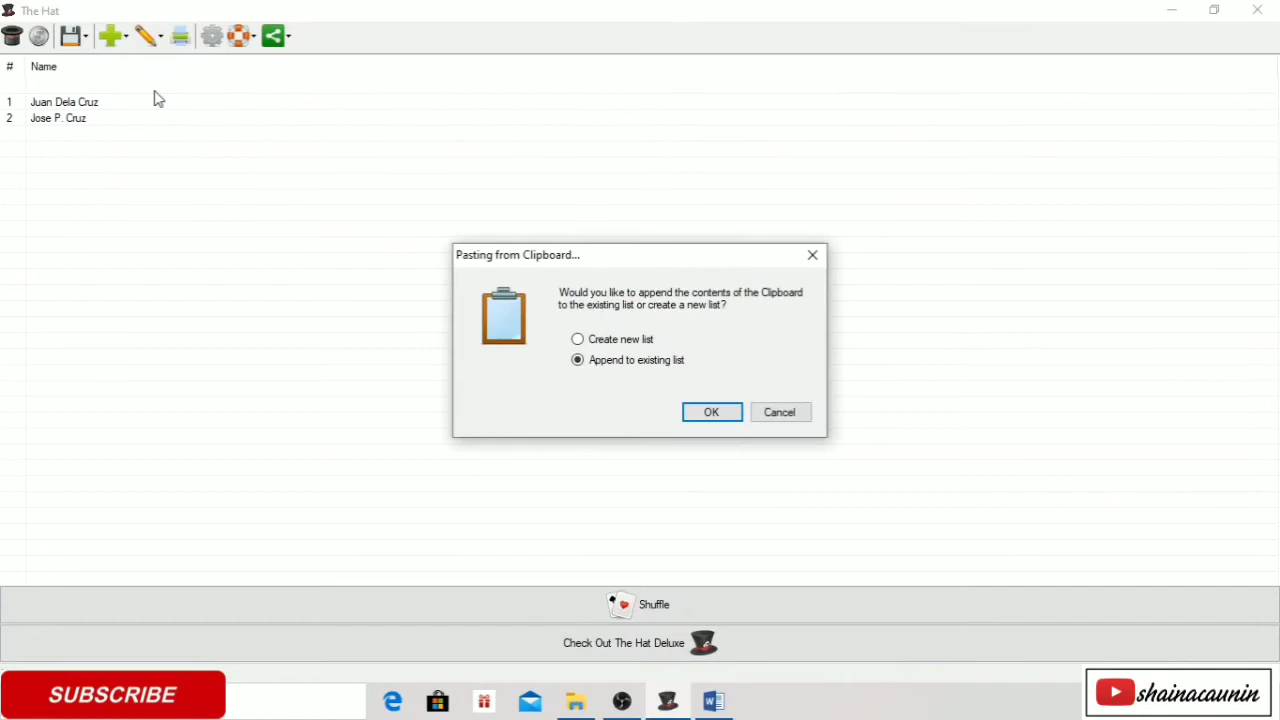 The Hat
# Name
1 Juan Dela Cruz
2 Jose P. Cruz
Pasting from Clipboard...
Would you like to append the contents of the Clipboard
to the existing list or create a new list?
Create new list
Append to existing list
OK Cancel
Shuffle
Check Out The Hat Deluxe
SUBSCRIBE
shainacaunin